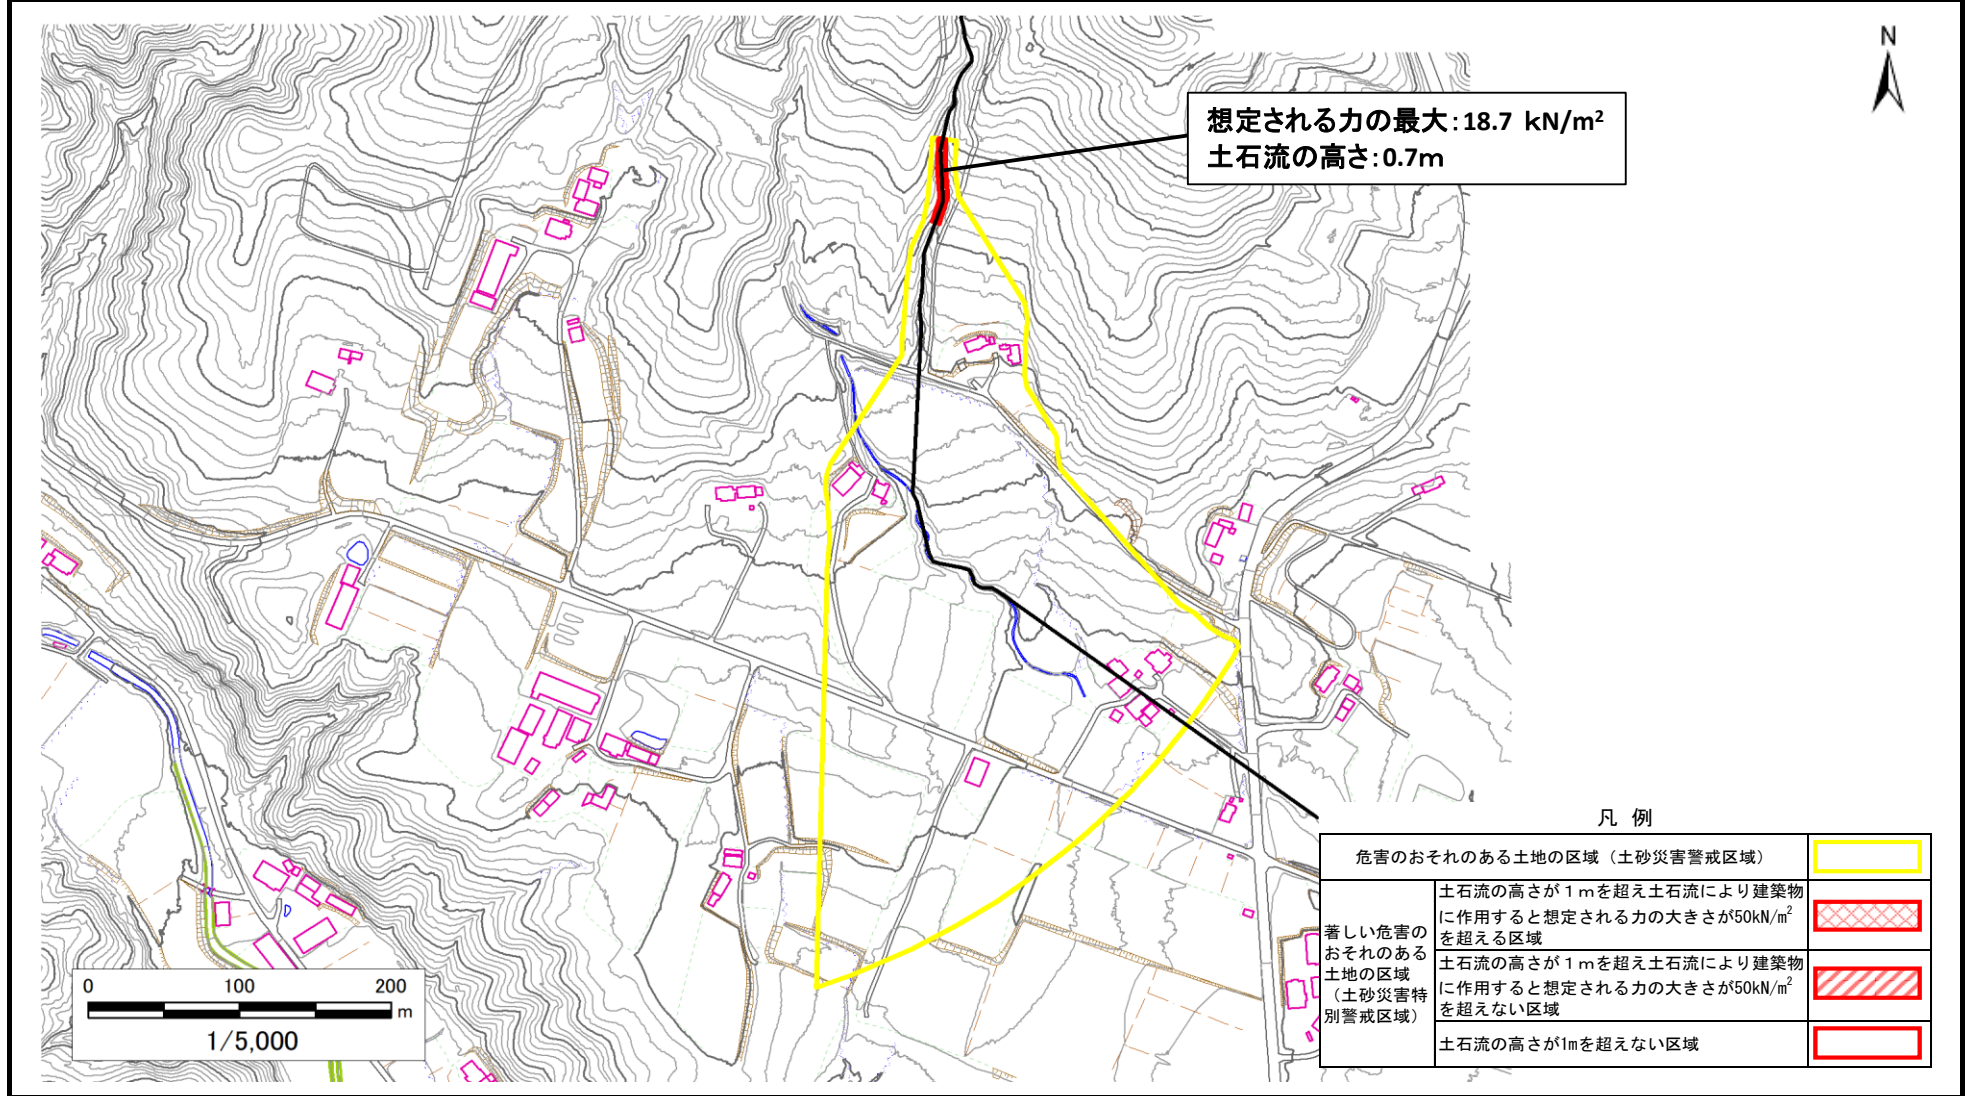 N
想定される力の最大：18.7 kN/m²
土石流の高さ：0.7m
凡 例
危害のおそれのある土地の区域（土砂災害警戒区域）
著しい危害の
おそれのある
土地の区域
（土砂災害特
別警戒区域）
土石流の高さが１ｍを超え土石流により建築物
に作用すると想定される力の大きさが50kN/㎡
を超える区域
土石流の高さが１ｍを超え土石流により建築物
に作用すると想定される力の大きさが50kN/㎡
を超えない区域
土石流の高さが1mを超えない区域
0 100 200
m
1/5,000